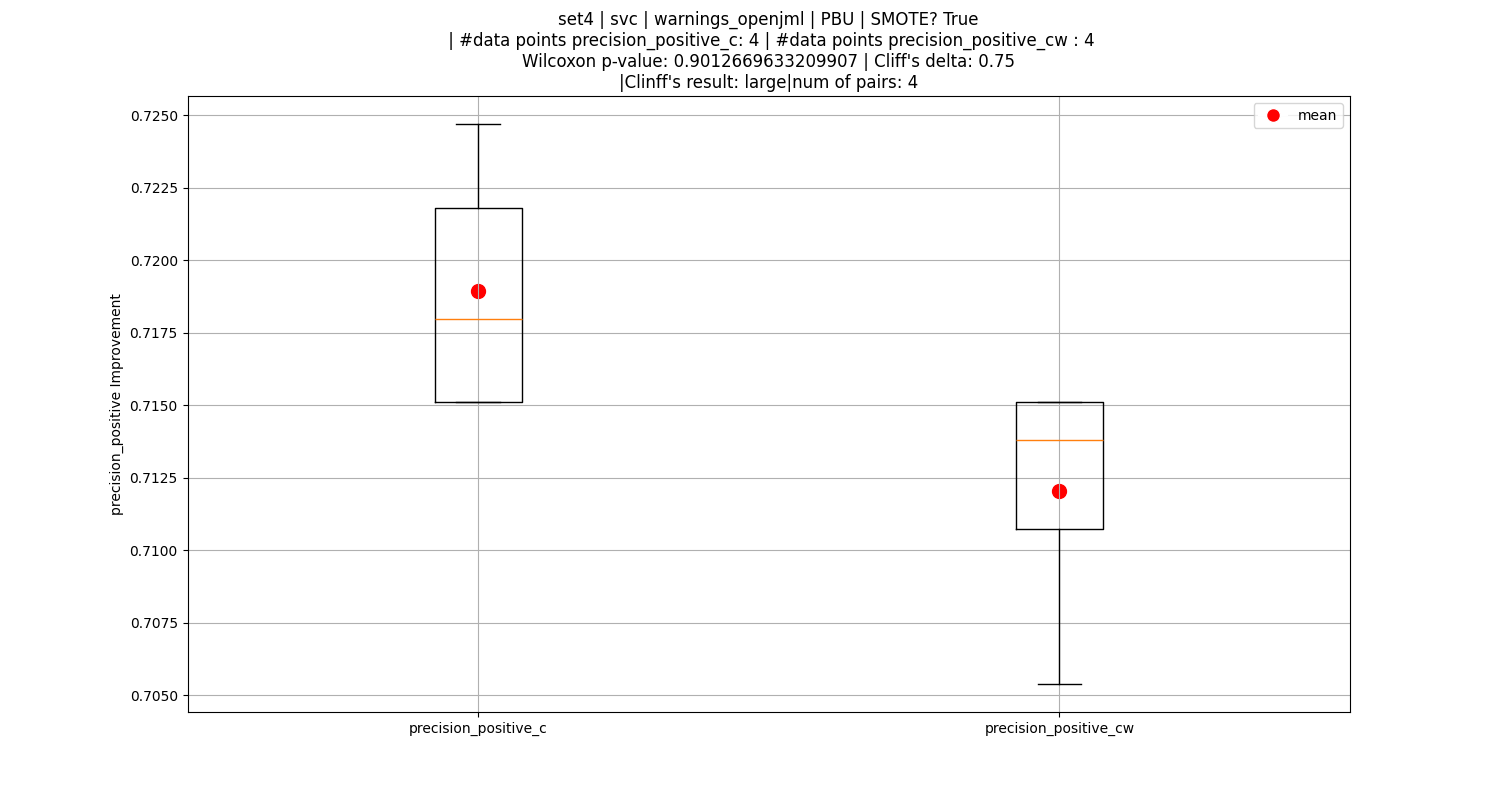 set4 | svc | warnings_openjml | PBU | SMOTE? True
| #data points precision_positive_c: 4 | #data points precision_positive_cw : 4
Wilcoxon p-value: 0.9012669633209907 | Cliff's delta: 0.75
|Clinff's result: large|num of pairs: 4
mean
0.7250
0.7225
0.7200
0.7175
0.7150
0.7125
0.7100
0.7075
0.7050
precision_positive Improvement
precision_positive_c
precision_positive_cw